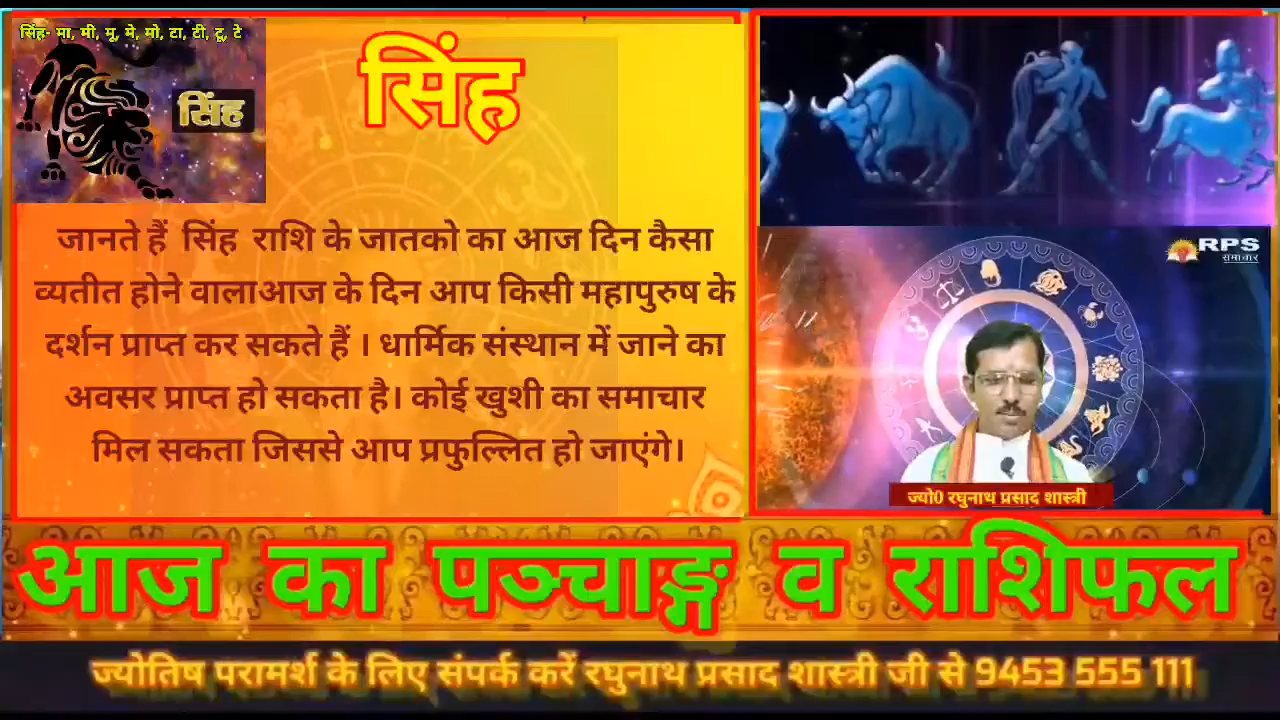 सिंह- मा, मी, मू, मे, मो, टा, टी, टू, टे
सिंह
सिंह
जानते हैं सिंह राशि के जातको का आज दिन कैसा
व्यतीत होने वालाआज के दिन आप किसी महापुरुष के
दर्शन प्राप्त कर सकते हैं । धार्मिक संस्थान में जाने का
अवसर प्राप्त हो सकता है। कोई खुशी का समाचार
मिल सकता जिससे आप प्रफुल्लित हो जाएंगे।
RPS
समाचार
ज्यो0 रघुनाथ प्रसाद शास्त्री
आज का पञ्चाङ्ग व राशिफल
ज्योतिष परामर्श के लिए संपर्क करें रघुनाथ प्रसाद शास्त्री जी से 9453 555 111